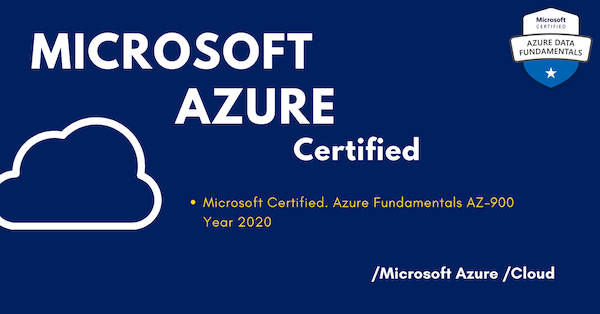 MICROSOFT
AZURE
Certified
Microsoft
CERTIFIED
AZURE DATA
FUNDAMENTALS
• Microsoft Certified. Azure Fundamentals AZ-900
Year 2020
/Microsoft Azure /Cloud